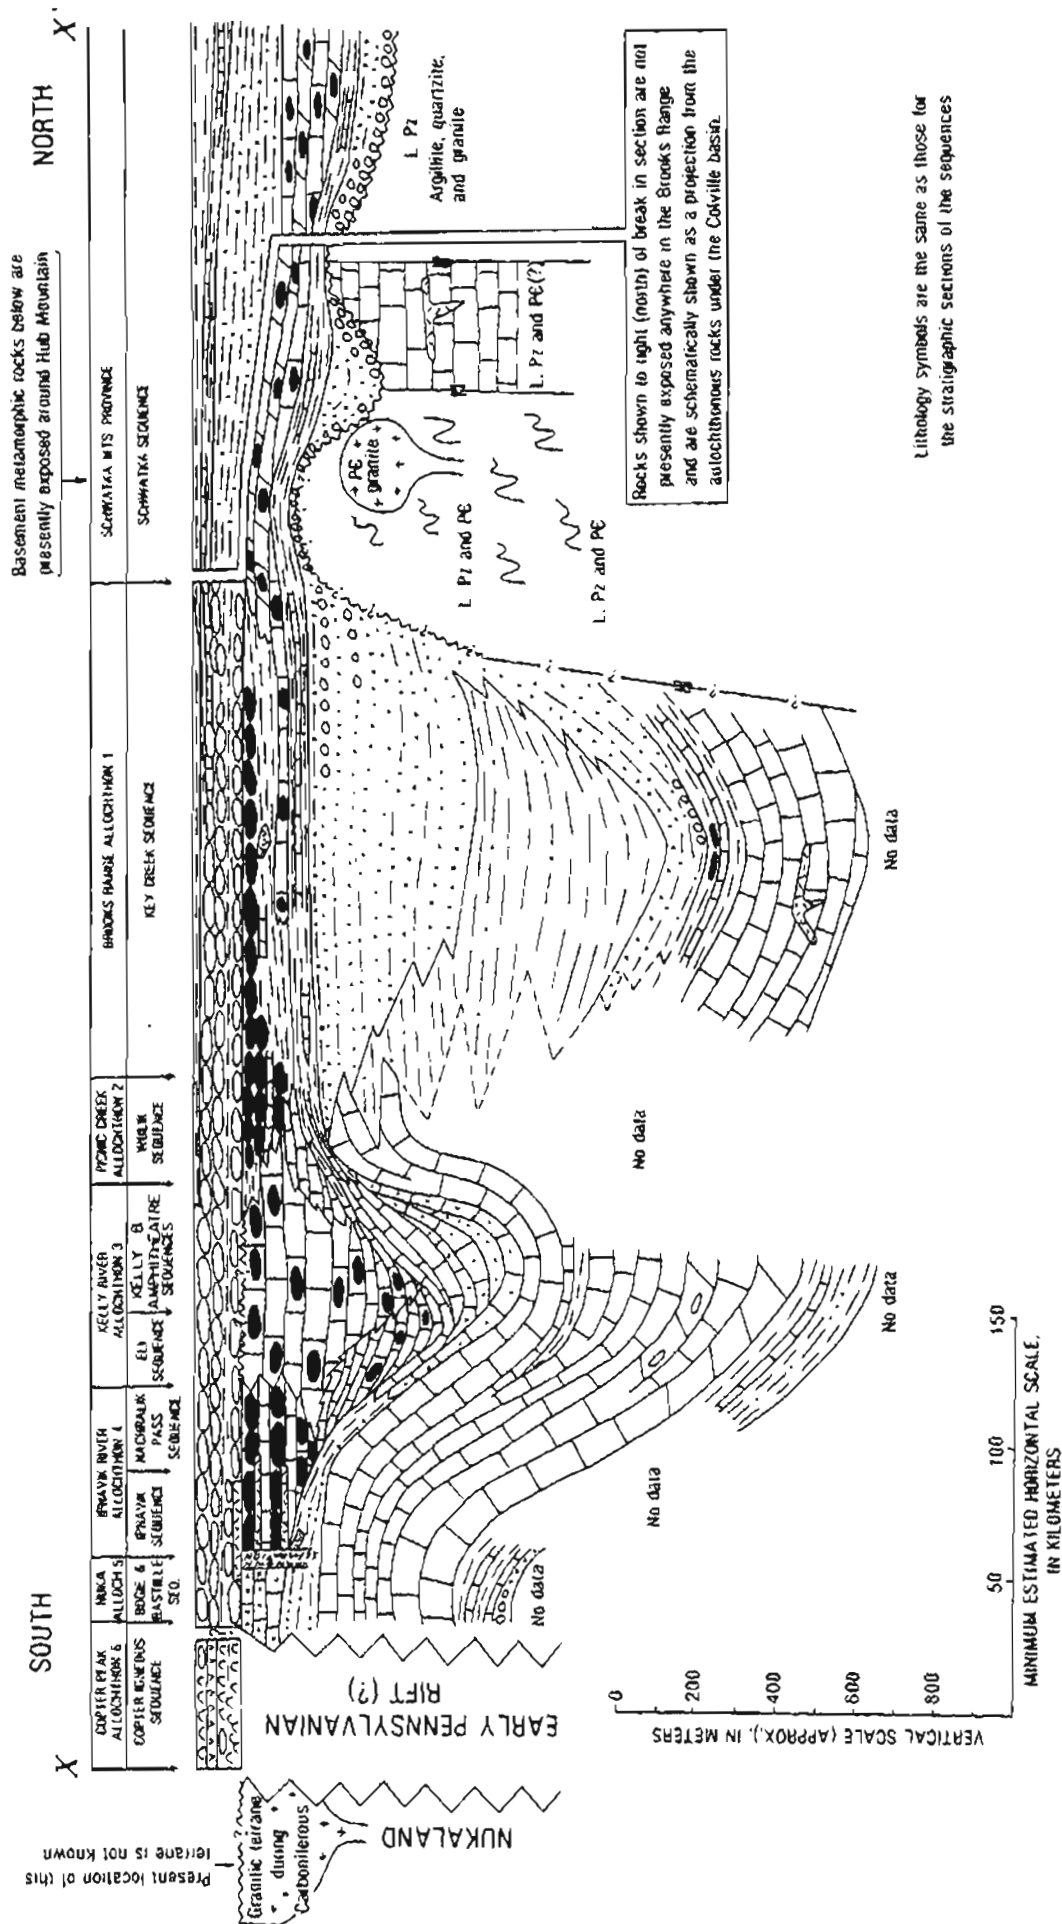 X
SOUTH
NORTH
X'
Basement metamorphic rocks below are
presently exposed around Hub Mountain
COPTER PEAK
ALLOCHTHON 6
NUKA
ALLOCH 5
IPNAVIK RIVER
ALLOCHTHON 4
KELLY RIVER
ALLOCHTHON 3
PICNIC CREEK
ALLOCHTHON 2
BROOKS RANGE ALLOCHTHON 1
SCHWATKA MTS PROVINCE
COPTER IGNEOUS
SEQUENCE
BOGIE &
BASTILLE
SEQ.
IPNAVIK
SEQUENCE
NACHRALIK
PASS
SEQUENCE
ELI
SEQUENCE
KELLY &
AMPHITHEATRE
SEQUENCES
WULIK
SEQUENCE
KEY CREEK SEQUENCE
SCHWATKA SEQUENCE
Present location of this
terrane is not known
?
?
Granitic terrane
during
Carboniferous
NUKALAND
EARLY PENNSYLVANIAN
RIFT (?)
No data
No data
No data
No data
No data
?
?
?
?
PЄ
granite
L. Pz and PЄ
L. Pz and PЄ
L. Pz and PЄ(?)
L. Pz
Argillite, quartzite,
and granite
Rocks shown to right (north) of break in section are not
presently exposed anywhere in the Brooks Range
and are schematically shown as a projection from the
autochthonous rocks under the Colville basin.
Lithology symbols are the same as those for
the stratigraphic sections of the sequences
0
200
400
600
800
VERTICAL SCALE (APPROX.), IN METERS
50
100
150
MINIMUM ESTIMATED HORIZONTAL SCALE,
IN KILOMETERS